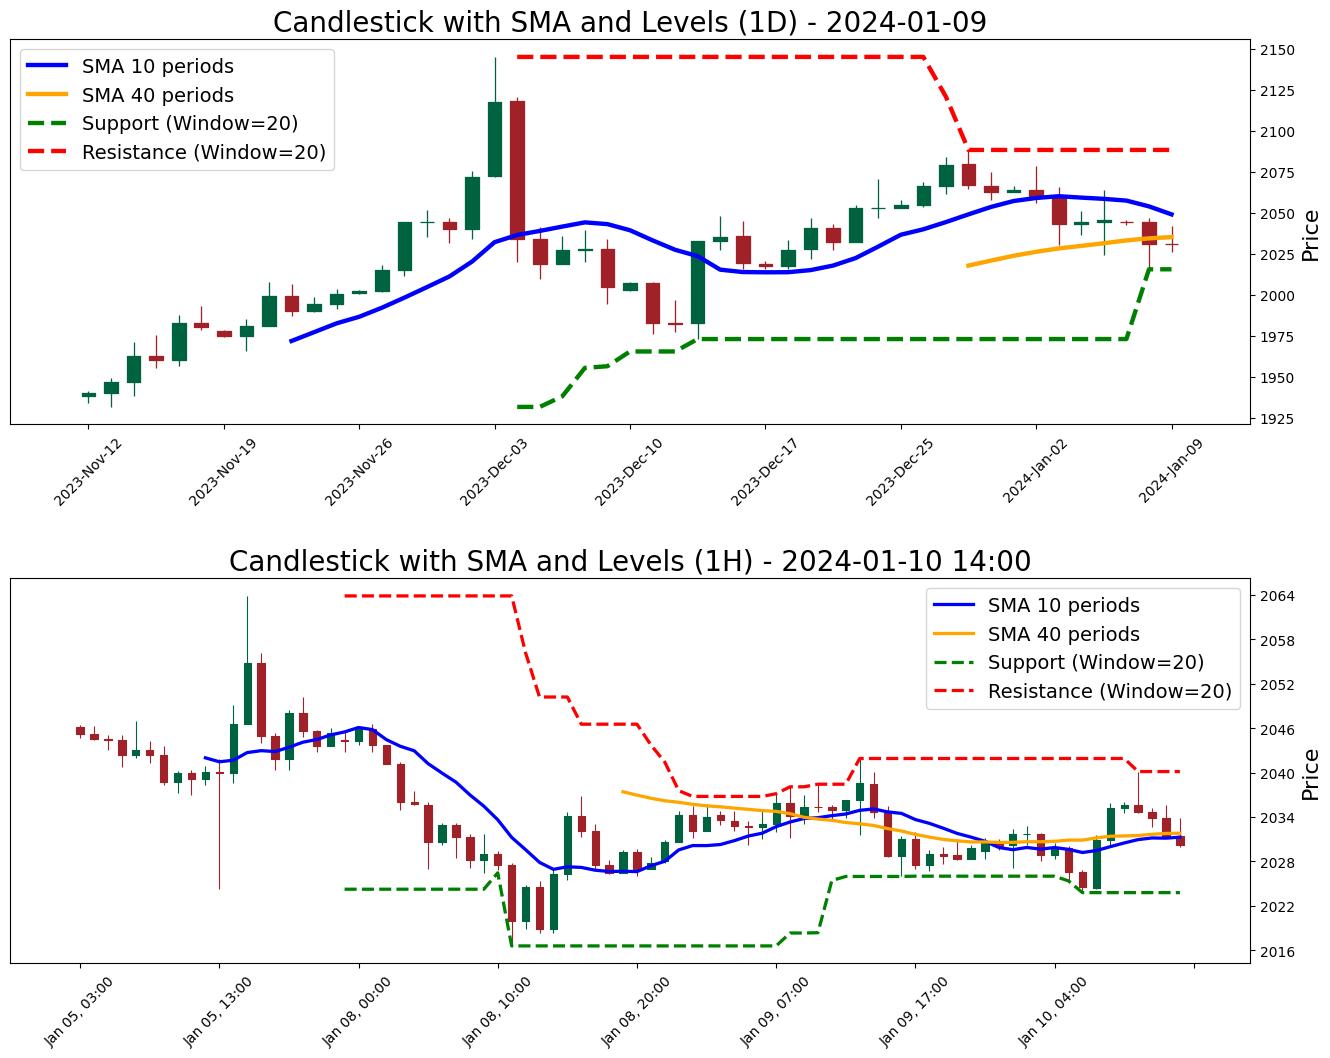 Candlestick with SMA and Levels (1D) - 2024-01-09
SMA 10 periods
SMA 40 periods
Support (Window=20)
Resistance (Window=20)
2150
2125
2100
2075
2050
2025
2000
1975
1950
1925
Price
2023-Nov-12
2023-Nov-19
2023-Nov-26
2023-Dec-03
2023-Dec-10
2023-Dec-17
2023-Dec-25
2024-Jan-02
2024-Jan-09
Candlestick with SMA and Levels (1H) - 2024-01-10 14:00
SMA 10 periods
SMA 40 periods
Support (Window=20)
Resistance (Window=20)
2064
2058
2052
2046
2040
2034
2028
2022
2016
Price
Jan 05, 03:00
Jan 05, 13:00
Jan 08, 00:00
Jan 08, 10:00
Jan 08, 20:00
Jan 09, 07:00
Jan 09, 17:00
Jan 10, 04:00